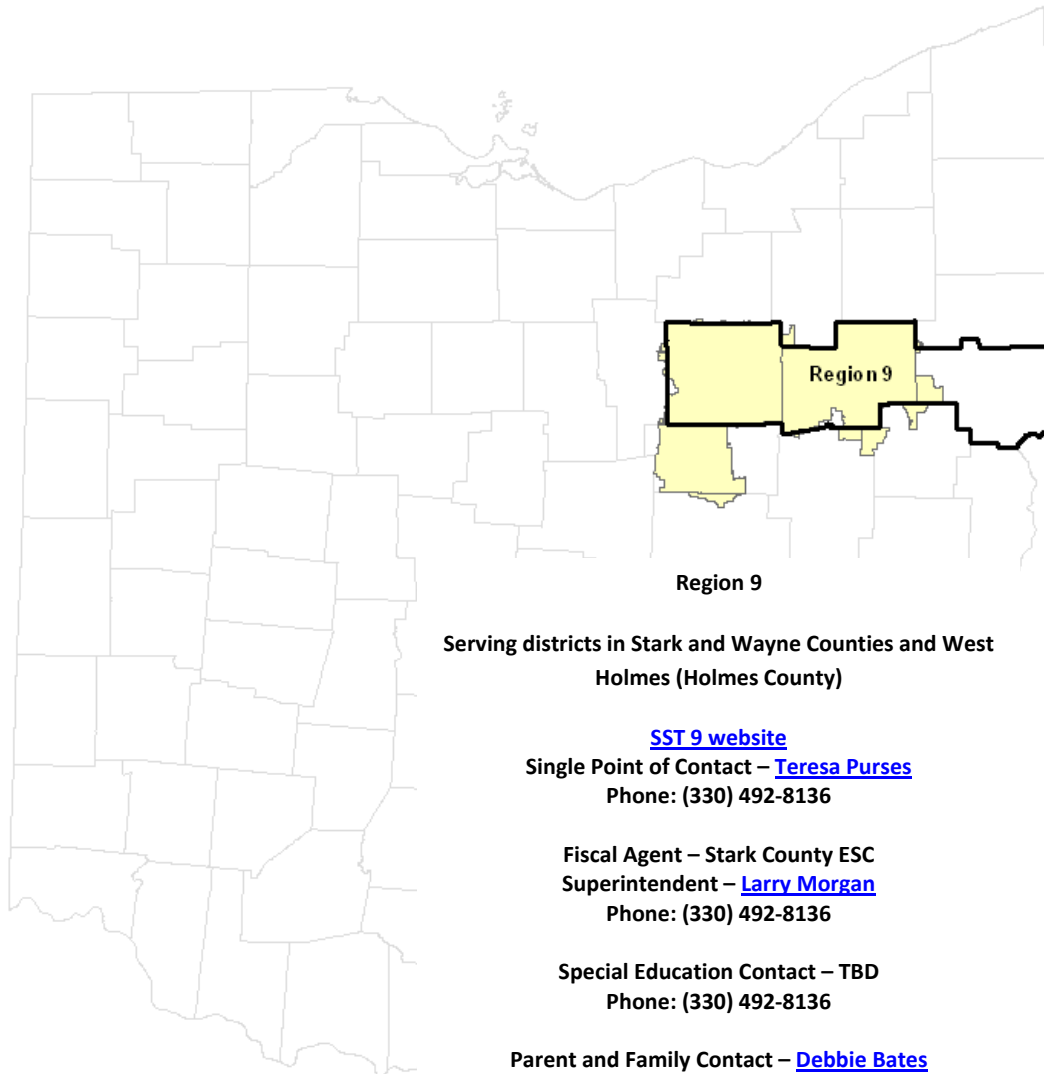 Region 9
Region 9
Serving districts in Stark and Wayne Counties and West
Holmes (Holmes County)
SST 9 website
Single Point of Contact – Teresa Purses
Phone: (330) 492-8136
Fiscal Agent – Stark County ESC
Superintendent – Larry Morgan
Phone: (330) 492-8136
Special Education Contact – TBD
Phone: (330) 492-8136
Parent and Family Contact – Debbie Bates